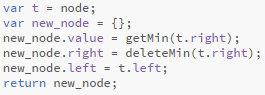 var t = node;
var new_node = {};
new_node.value = getMin(t.right);
new_node.right = deleteMin(t.right);
new_node.left = t.left;
return new_node;